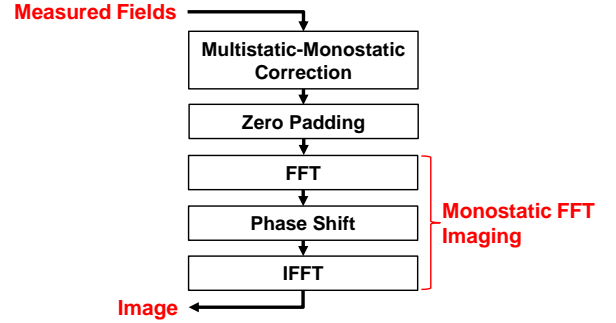 Measured Fields
Multistatic-Monostatic
Correction
Zero Padding
FFT
Phase Shift
IFFT
Monostatic FFT
Imaging
Image